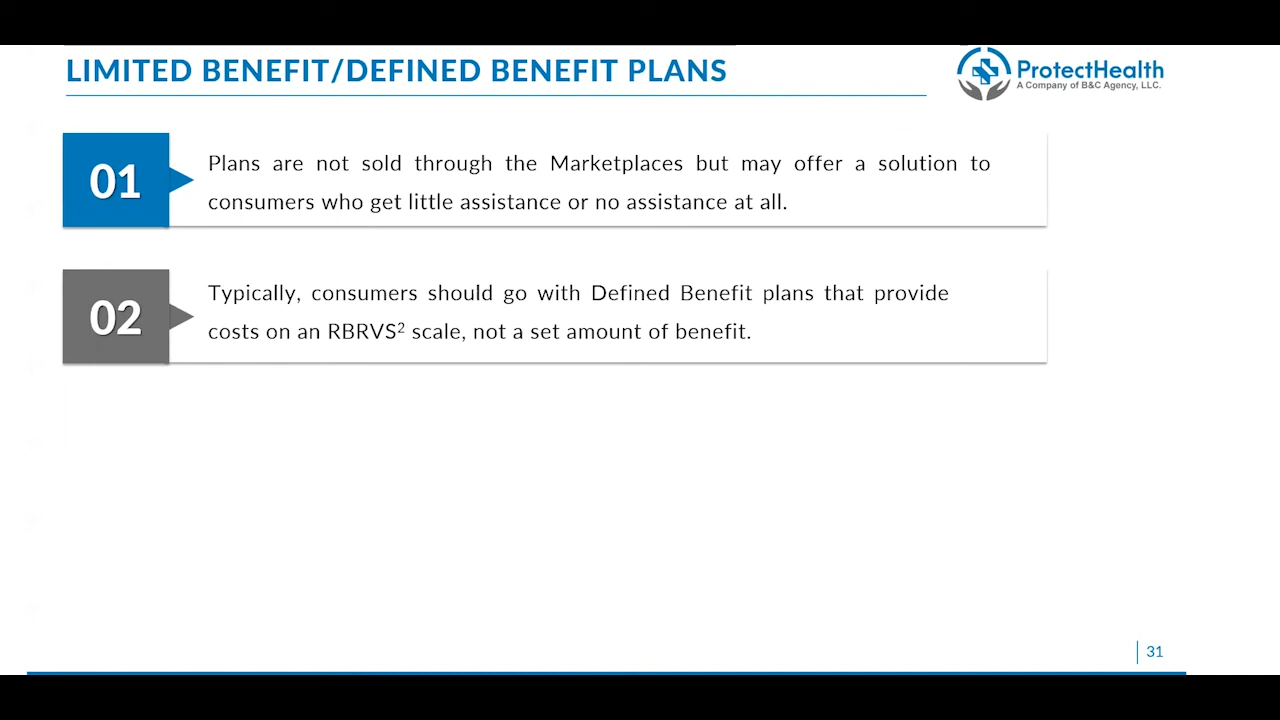 LIMITED BENEFIT/DEFINED BENEFIT PLANS
ProtectHealth
A Company of B&C Agency, LLC.
01
Plans are not sold through the Marketplaces but may offer a solution to
consumers who get little assistance or no assistance at all.
02
Typically, consumers should go with Defined Benefit plans that provide
costs on an RBRVS² scale, not a set amount of benefit.
31